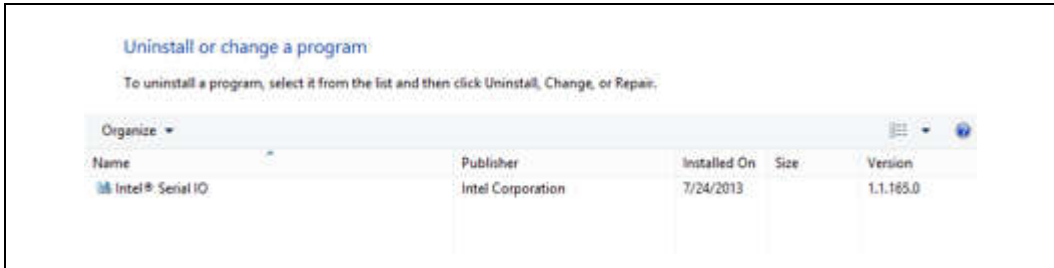 Uninstall or change a program
To uninstall a program, select it from the list and then click Uninstall, Change, or Repair.
Organize
Name Publisher Installed On Size Version
Intel® Serial IO Intel Corporation 7/24/2013 1.1.165.0